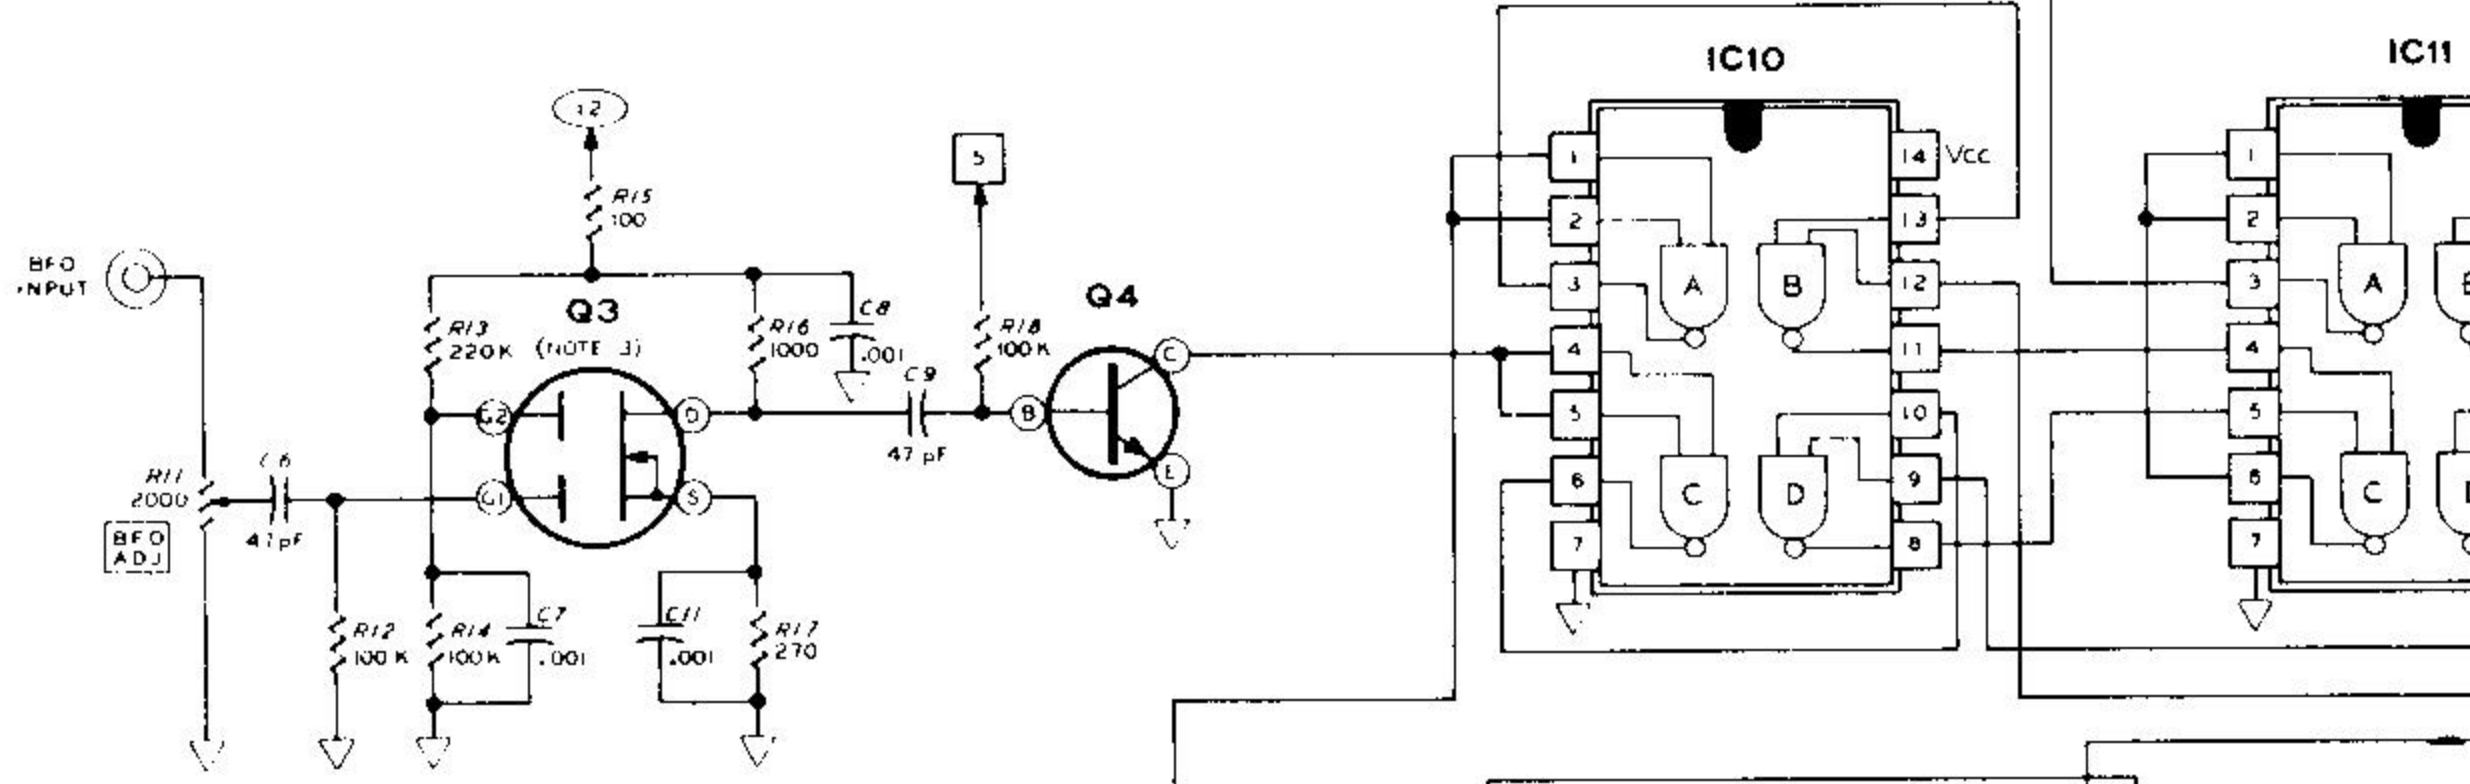 IC10
IC11
12
R15
100
5
BFO
INPUT
Q3
(NOTE 3)
R13
220K
R16
1000
C8
.001
R18
100K
Q4
C9
47 pF
G2
G1
D
S
B
C
E
R11
2000
BFO
ADJ
C6
47pF
R12
100K
R14
100K
C7
.001
C11
.001
R17
270
1
2
3
4
5
6
7
14 VCC
13
12
11
10
9
8
A
B
C
D
1
2
3
4
5
6
7
A
C